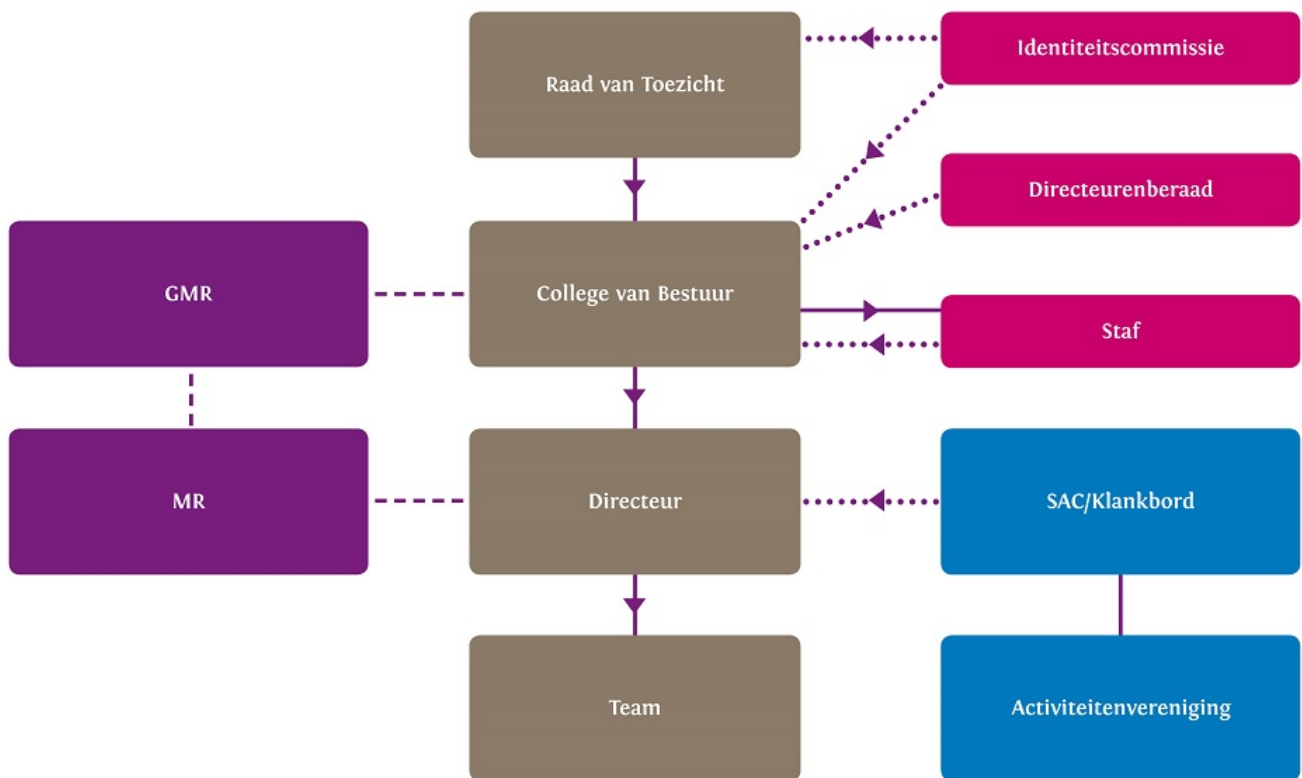 Raad van Toezicht
Identiteitscommissie
Directeurenberaad
GMR
College van Bestuur
Staf
MR
Directeur
SAC/Klankbord
Team
Activiteitenvereniging